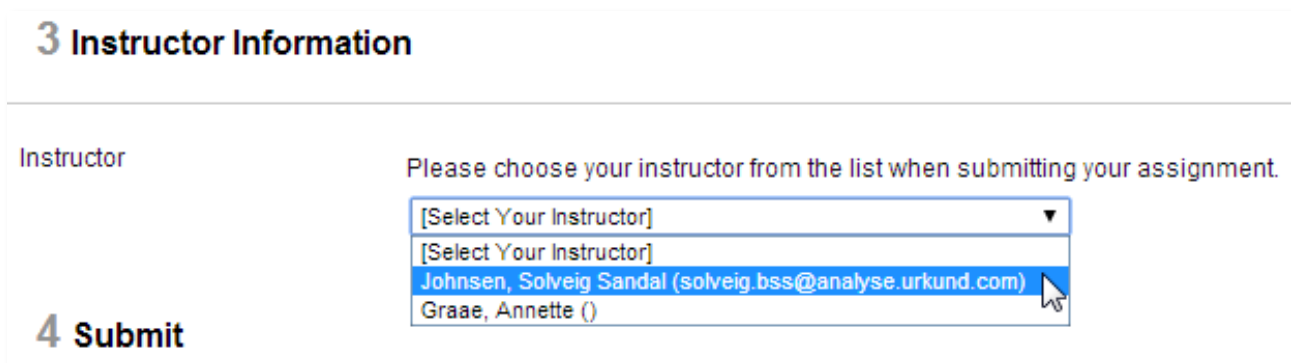 3 Instructor Information
Instructor
Please choose your instructor from the list when submitting your assignment.
[Select Your Instructor]
[Select Your Instructor]
Johnsen, Solveig Sandal (solveig.bss@analyse.urkund.com)
Graae, Annette ()
4 Submit